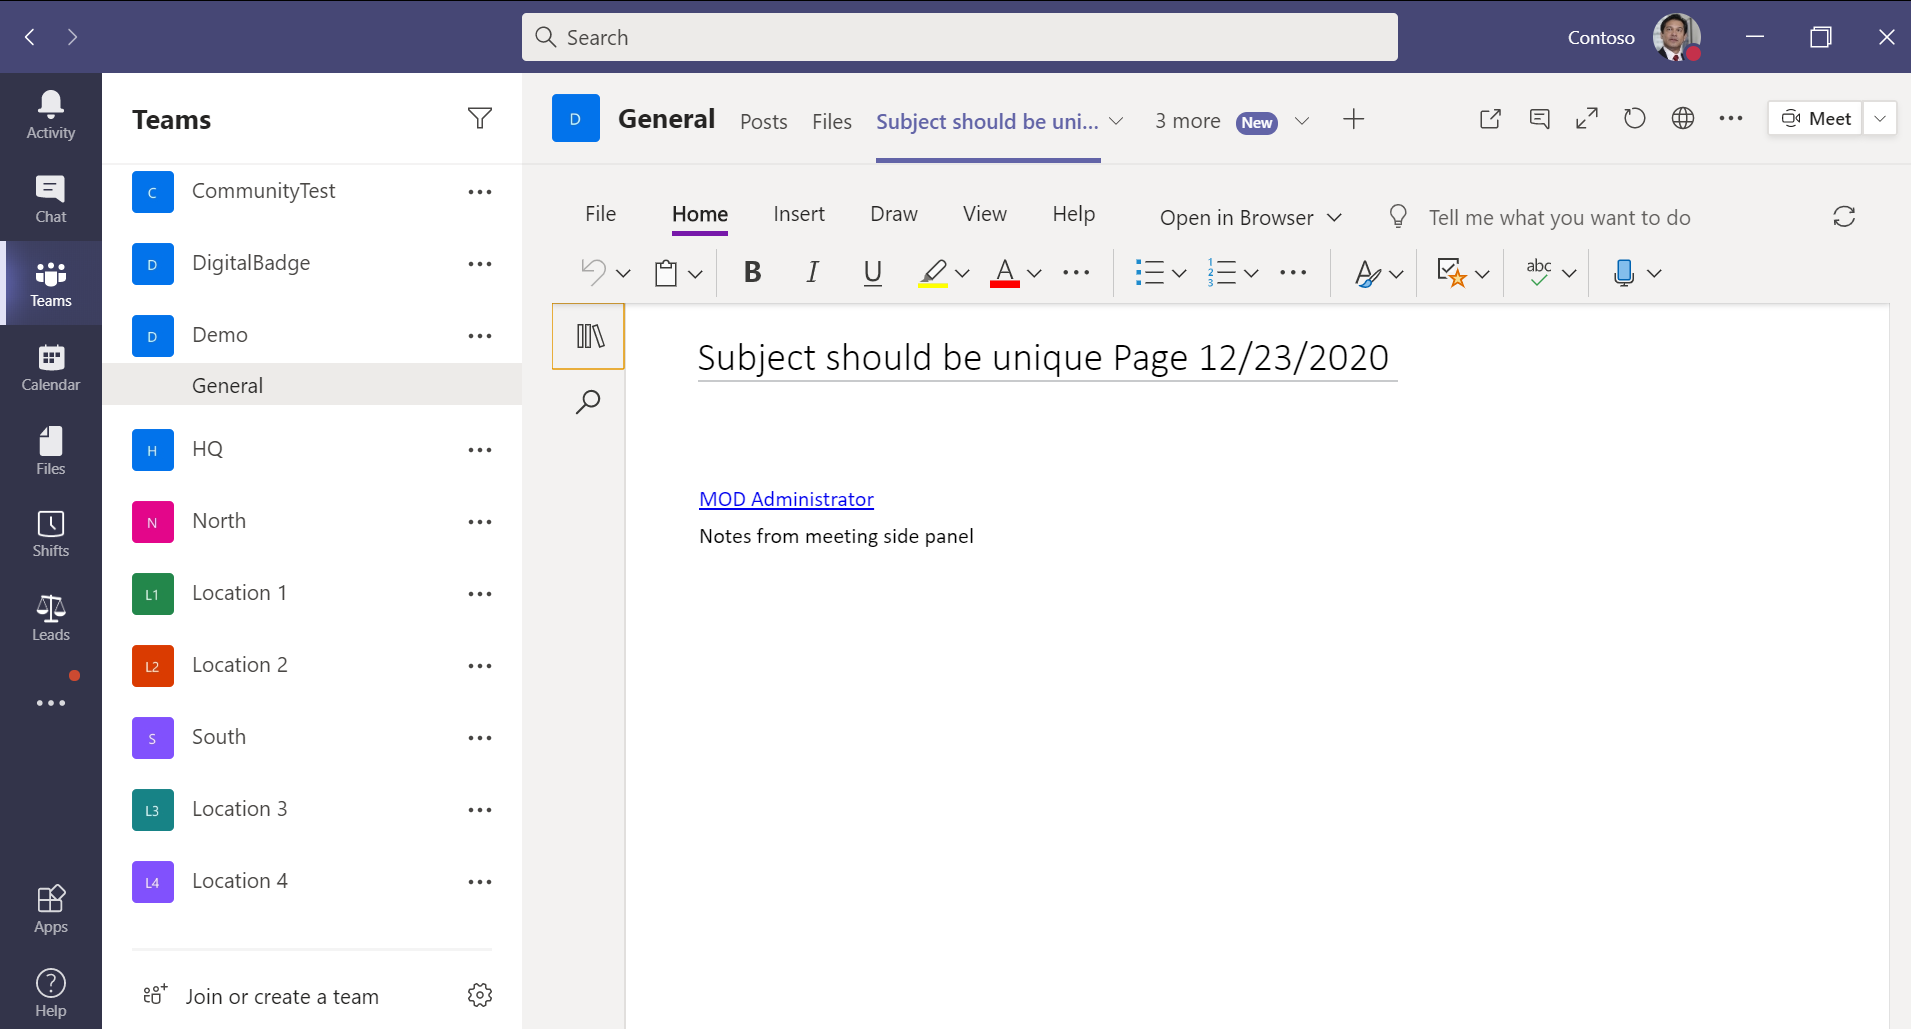 Search
Contoso
Activity
Chat
Teams
Calendar
Files
Shifts
Leads
Apps
Help
Teams
C CommunityTest
D DigitalBadge
D Demo
General
H HQ
N North
L1 Location 1
L2 Location 2
S South
L3 Location 3
L4 Location 4
Join or create a team
D General Posts Files Subject should be uni... 3 more New Meet
File Home Insert Draw View Help Open in Browser Tell me what you want to do
B I U A 1 2 3 A abc
Subject should be unique Page 12/23/2020
MOD Administrator
Notes from meeting side panel